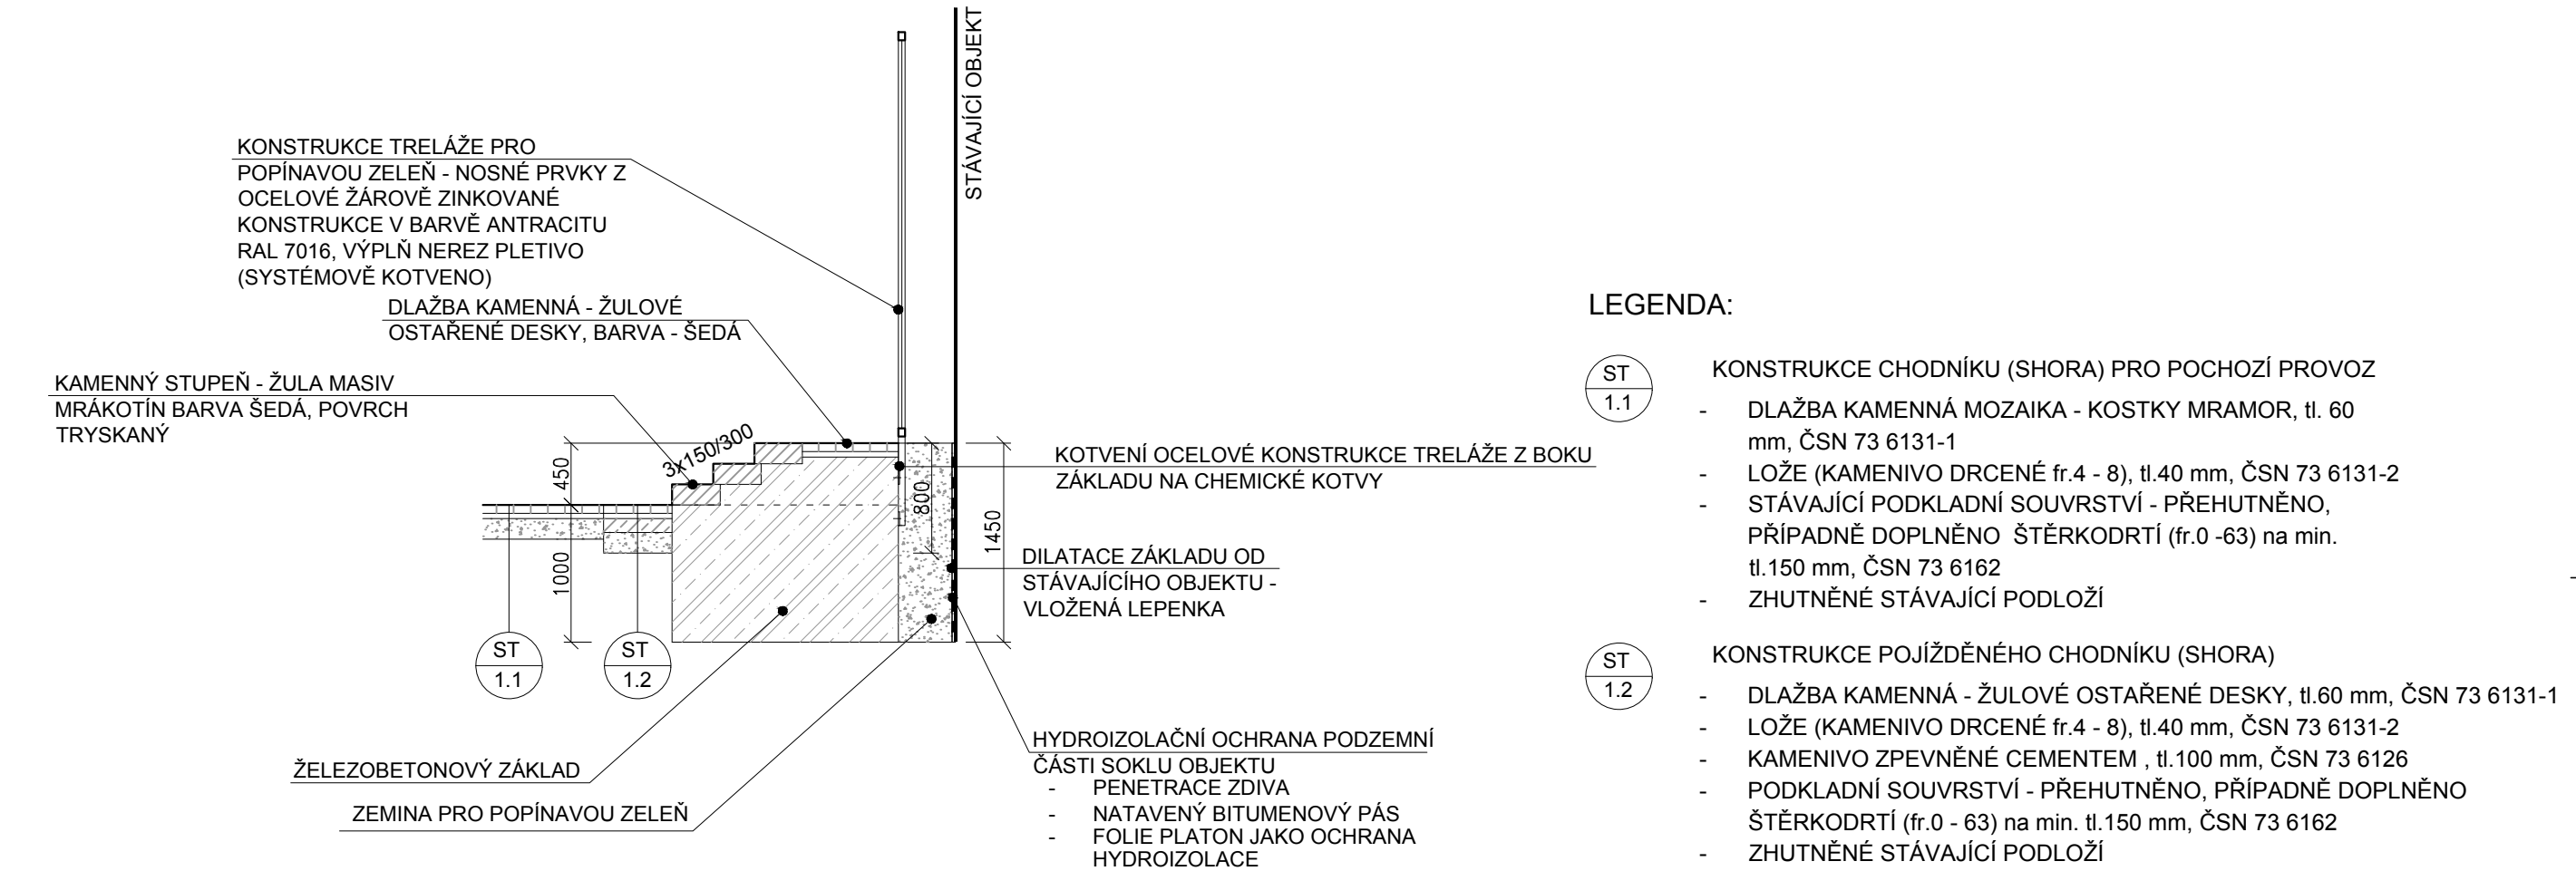 STÁVAJÍCÍ OBJEKT
KONSTRUKCE TRELÁŽE PRO
POPÍNAVOU ZELEŇ - NOSNÉ PRVKY Z
OCELOVÉ ŽÁROVĚ ZINKOVANÉ
KONSTRUKCE V BARVĚ ANTRACITU
RAL 7016, VÝPLŇ NEREZ PLETIVO
(SYSTÉMOVĚ KOTVENO)
DLAŽBA KAMENNÁ - ŽULOVÉ
OSTAŘENÉ DESKY, BARVA - ŠEDÁ
KAMENNÝ STUPEŇ - ŽULA MASIV
MRÁKOTÍN BARVA ŠEDÁ, POVRCH
TRYSKANÝ
450
3x150/300
800
1450
1000
KOTVENÍ OCELOVÉ KONSTRUKCE TRELÁŽE Z BOKU
ZÁKLADU NA CHEMICKÉ KOTVY
DILATACE ZÁKLADU OD
STÁVAJÍCÍHO OBJEKTU -
VLOŽENÁ LEPENKA
ST
1.1
ST
1.2
ŽELEZOBETONOVÝ ZÁKLAD
ZEMINA PRO POPÍNAVOU ZELEŇ
HYDROIZOLAČNÍ OCHRANA PODZEMNÍ
ČÁSTI SOKLU OBJEKTU
- PENETRACE ZDIVA
- NATAVENÝ BITUMENOVÝ PÁS
- FOLIE PLATON JAKO OCHRANA
HYDROIZOLACE
LEGENDA:
ST
1.1
KONSTRUKCE CHODNÍKU (SHORA) PRO POCHOZÍ PROVOZ
- DLAŽBA KAMENNÁ MOZAIKA - KOSTKY MRAMOR, tl. 60
mm, ČSN 73 6131-1
- LOŽE (KAMENIVO DRCENÉ fr.4 - 8), tl.40 mm, ČSN 73 6131-2
- STÁVAJÍCÍ PODKLADNÍ SOUVRSTVÍ - PŘEHUTNĚNO,
PŘÍPADNĚ DOPLNĚNO ŠTĚRKODRTÍ (fr.0 -63) na min.
tl.150 mm, ČSN 73 6162
- ZHUTNĚNÉ STÁVAJÍCÍ PODLOŽÍ
ST
1.2
KONSTRUKCE POJÍŽDĚNÉHO CHODNÍKU (SHORA)
- DLAŽBA KAMENNÁ - ŽULOVÉ OSTAŘENÉ DESKY, tl.60 mm, ČSN 73 6131-1
- LOŽE (KAMENIVO DRCENÉ fr.4 - 8), tl.40 mm, ČSN 73 6131-2
- KAMENIVO ZPEVNĚNÉ CEMENTEM , tl.100 mm, ČSN 73 6126
- PODKLADNÍ SOUVRSTVÍ - PŘEHUTNĚNO, PŘÍPADNĚ DOPLNĚNO
ŠTĚRKODRTÍ (fr.0 - 63) na min. tl.150 mm, ČSN 73 6162
- ZHUTNĚNÉ STÁVAJÍCÍ PODLOŽÍ